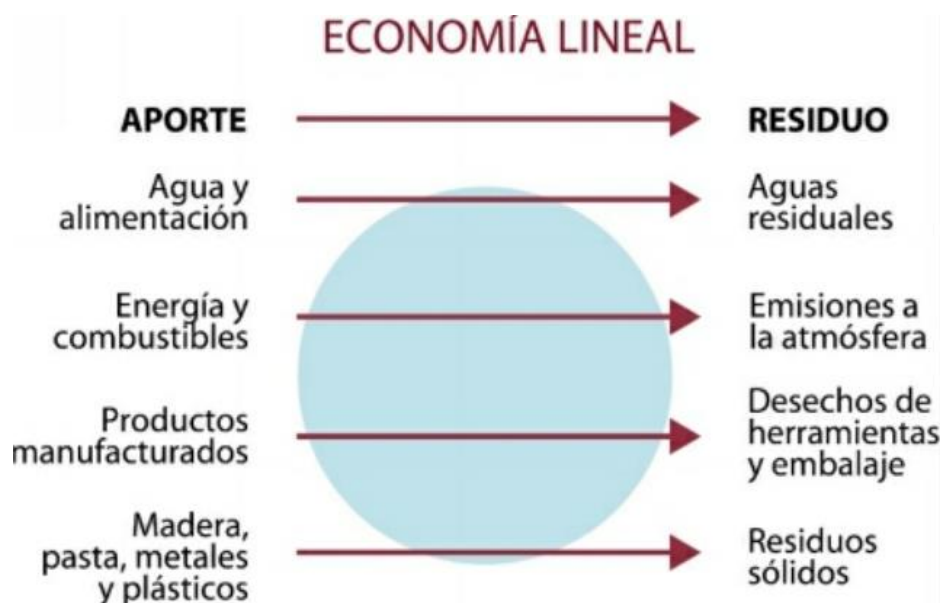 ECONOMÍA LINEAL
APORTE
RESIDUO
Agua y
alimentación
Aguas
residuales
Energía y
combustibles
Emisiones a
la atmósfera
Productos
manufacturados
Desechos de
herramientas
y embalaje
Madera,
pasta, metales
y plásticos
Residuos
sólidos